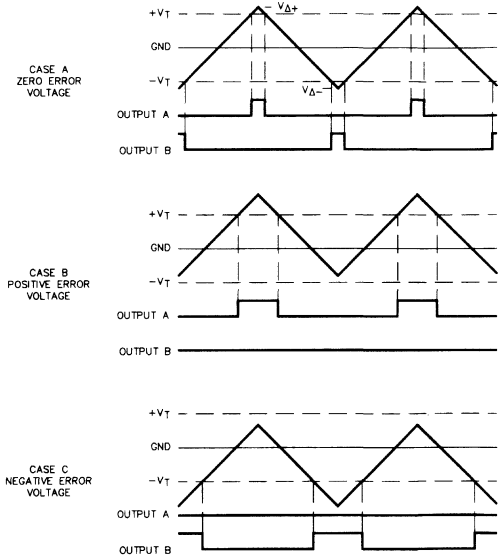 +VT
VΔ+
GND
CASE A
ZERO ERROR
VOLTAGE
-VT
VΔ-
OUTPUT A
OUTPUT B
+VT
GND
CASE B
POSITIVE ERROR
VOLTAGE
-VT
OUTPUT A
OUTPUT B
+VT
GND
CASE C
NEGATIVE ERROR
VOLTAGE
-VT
OUTPUT A
OUTPUT B